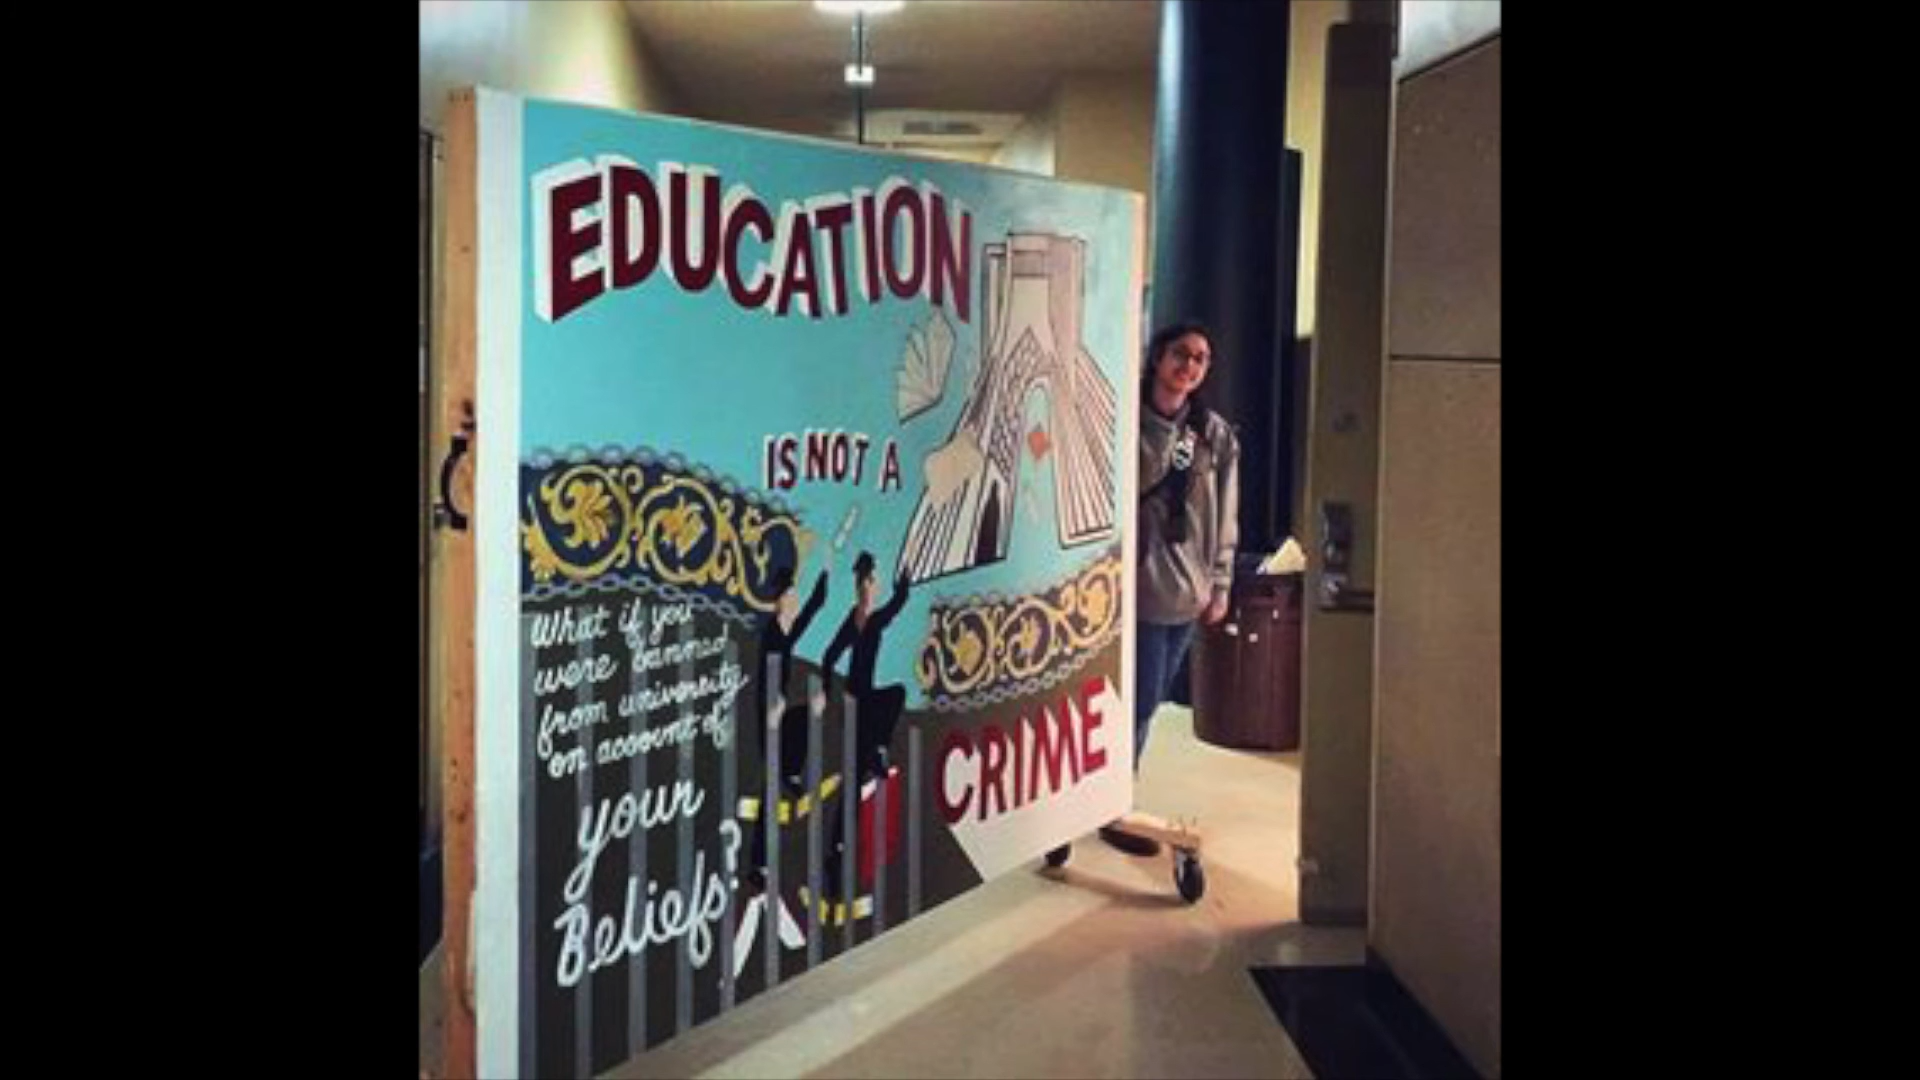 EDUCATION
IS NOT A
CRIME
What if you
were banned
from university
on account of
your
Beliefs?